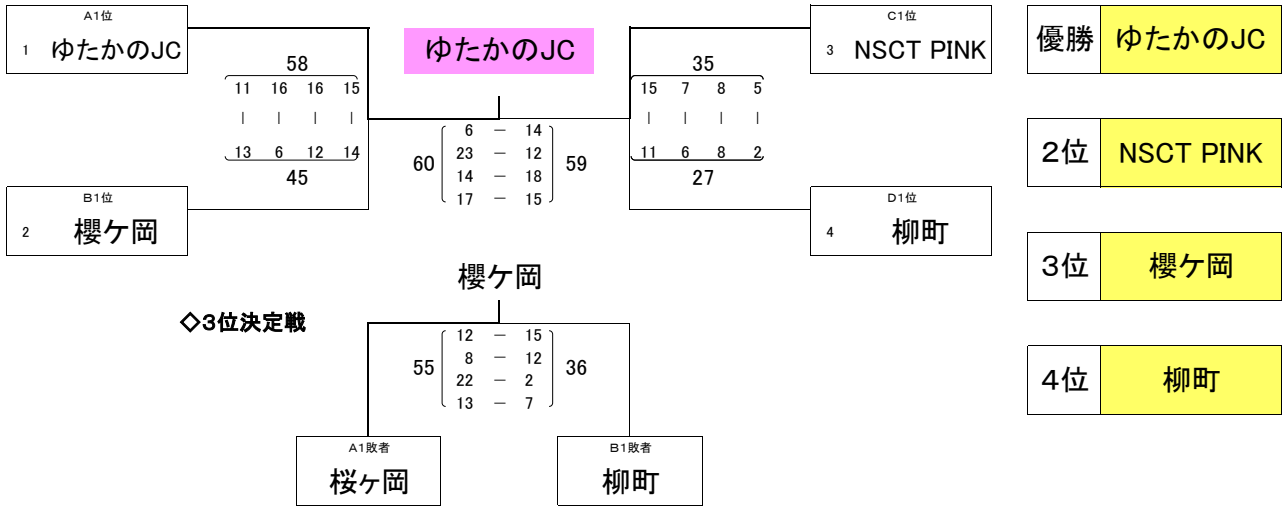 A1位
1 ゆたかのJC
B1位
2 櫻ケ岡
58
11 16 16 15
| | | |
13 6 12 14
45
ゆたかのJC
60
6 － 14
23 － 12
14 － 18
17 － 15
59
35
15 7 8 5
| | | |
11 6 8 2
27
C1位
3 NSCT PINK
D1位
4 柳町
◇3位決定戦
櫻ケ岡
55
12 － 15
8 － 12
22 － 2
13 － 7
36
A1敗者
桜ヶ岡
B1敗者
柳町
優勝 ゆたかのJC
2位 NSCT PINK
3位 櫻ケ岡
4位 柳町